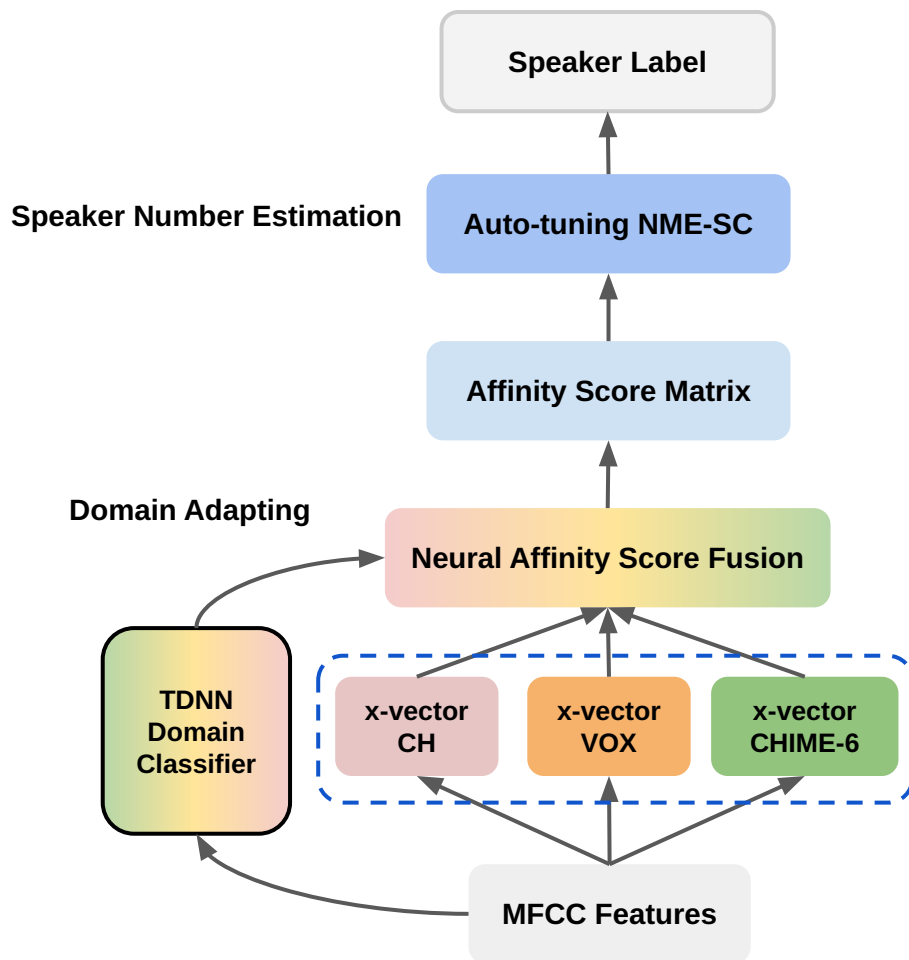 Speaker Label
Speaker Number Estimation
Auto-tuning NME-SC
Affinity Score Matrix
Domain Adapting
Neural Affinity Score Fusion
TDNN
Domain
Classifier
x-vector
CH
x-vector
VOX
x-vector
CHIME-6
MFCC Features